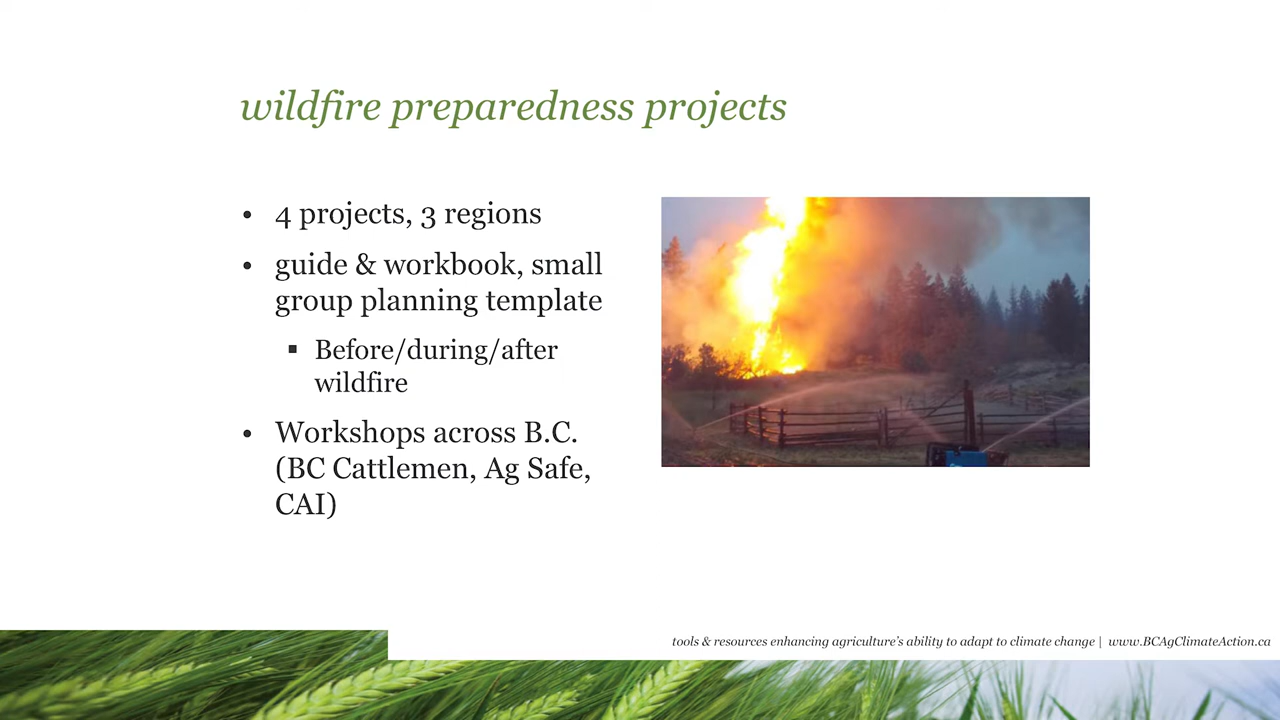 wildfire preparedness projects
• 4 projects, 3 regions
• guide & workbook, small
group planning template
▪ Before/during/after
wildfire
• Workshops across B.C.
(BC Cattlemen, Ag Safe,
CAI)
tools & resources enhancing agriculture’s ability to adapt to climate change | www.BCAgClimateAction.ca